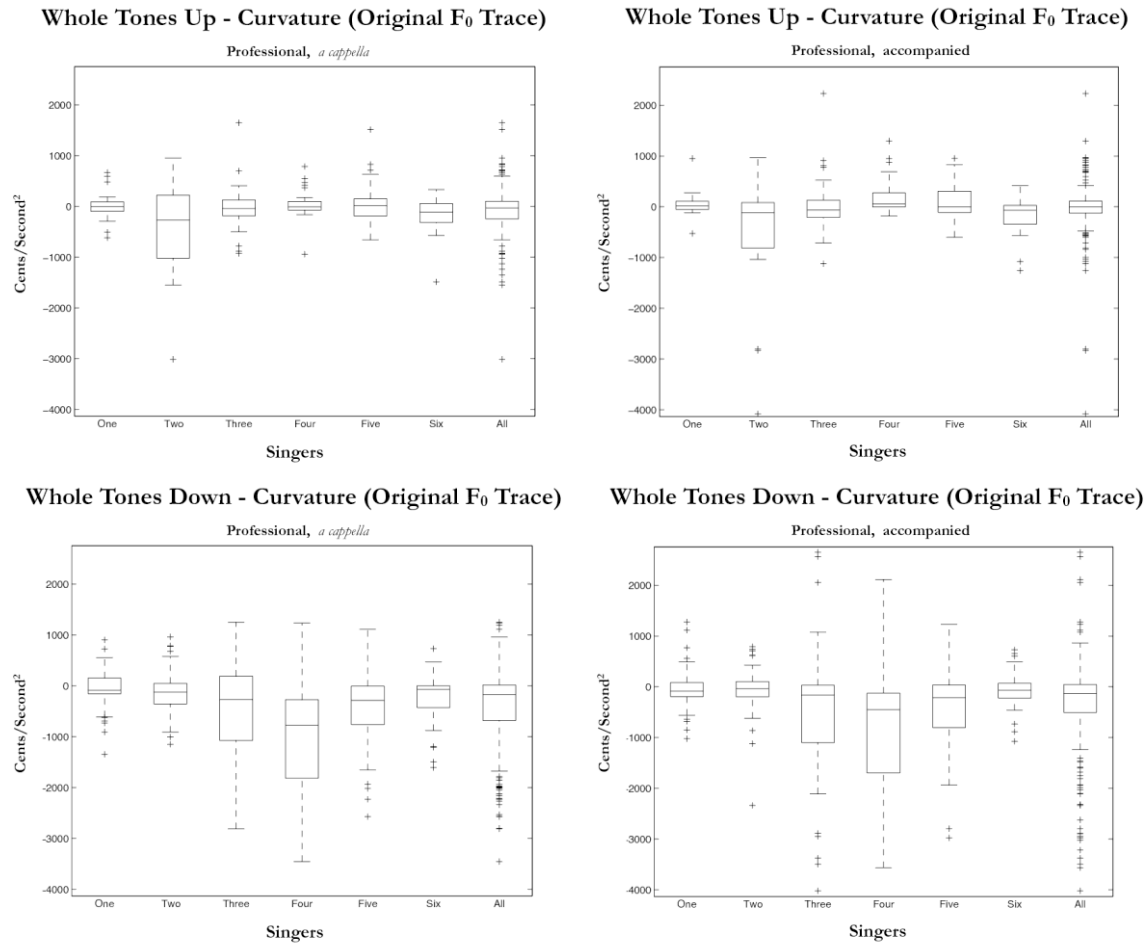 Whole Tones Up - Curvature (Original F₀ Trace)
Professional, a cappella
2000
1000
0
-1000
-2000
-3000
-4000
Cents/Second²
One Two Three Four Five Six All
Singers
Whole Tones Up - Curvature (Original F₀ Trace)
Professional, accompanied
2000
1000
0
-1000
-2000
-3000
-4000
Cents/Second²
One Two Three Four Five Six All
Singers
Whole Tones Down - Curvature (Original F₀ Trace)
Professional, a cappella
2000
1000
0
-1000
-2000
-3000
-4000
Cents/Second²
One Two Three Four Five Six All
Singers
Whole Tones Down - Curvature (Original F₀ Trace)
Professional, accompanied
2000
1000
0
-1000
-2000
-3000
-4000
Cents/Second²
One Two Three Four Five Six All
Singers